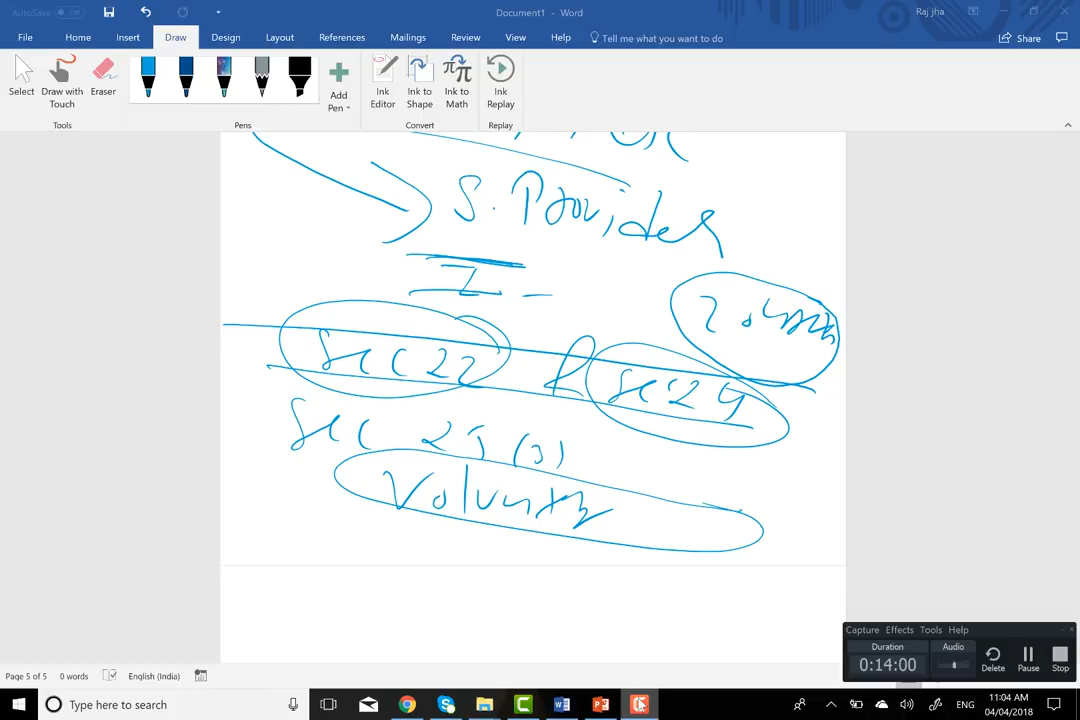 AutoSave Off
Document1 - Word
Raj jha
File Home Insert Draw Design Layout References Mailings Review View Help Tell me what you want to do Share
Select
Draw with Touch
Eraser
Add Pen
Ink Editor
Ink to Shape
Ink to Math
Ink Replay
Tools
Pens
Convert
Replay
S. Provider
I -
Sec 22 & Sec 24
Sec 25 (3)
Voluntry
Capture Effects Tools Help
Duration
0:14:00
Audio
Delete
Pause
Stop
Page 5 of 5 0 words English (India)
Type here to search
ENG
11:04 AM
04/04/2018